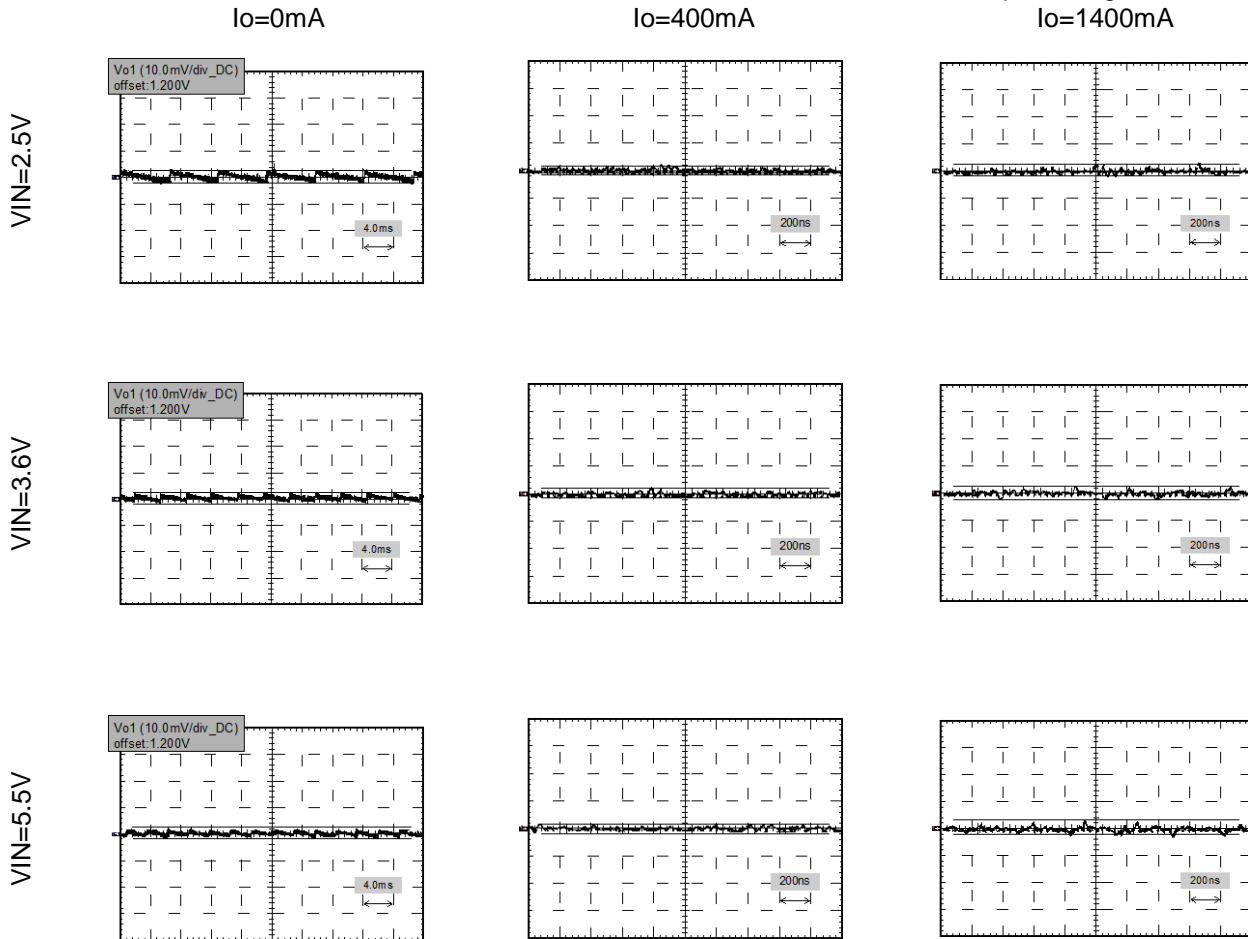 Io=0mA
Io=400mA
Io=1400mA
VIN=2.5V
Vo1 (10.0mV/div_DC)
offset:1.200V
4.0ms
200ns
200ns
VIN=3.6V
Vo1 (10.0mV/div_DC)
offset:1.200V
4.0ms
200ns
200ns
VIN=5.5V
Vo1 (10.0mV/div_DC)
offset:1.200V
4.0ms
200ns
200ns